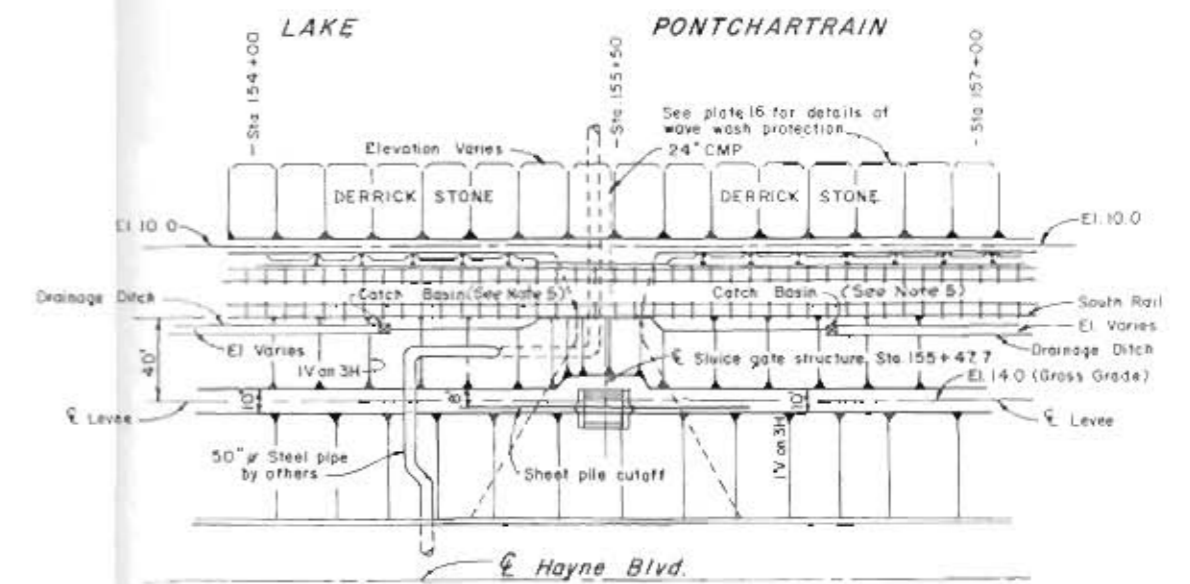 LAKE PONTCHARTRAIN
Sta. 154+00
Sta. 155+50
Sta. 157+00
See plate 16 for details of
wave wash protection
24" CMP
Elevation Varies
DERRICK STONE
DERRICK STONE
El. 10.0
El. 10.0
Catch Basin (See Note 5)
Catch Basin (See Note 5)
Drainage Ditch
South Rail
El. Varies
El. Varies
Drainage Ditch
40'
1V on 3H
℄ Sluice gate structure, Sta. 155+47.7
El. 14.0 (Gross Grade)
10'
8'
10'
℄ Levee
℄ Levee
1V on 3H
50" ø Steel pipe
by others
Sheet pile cutoff
℄ Hayne Blvd.